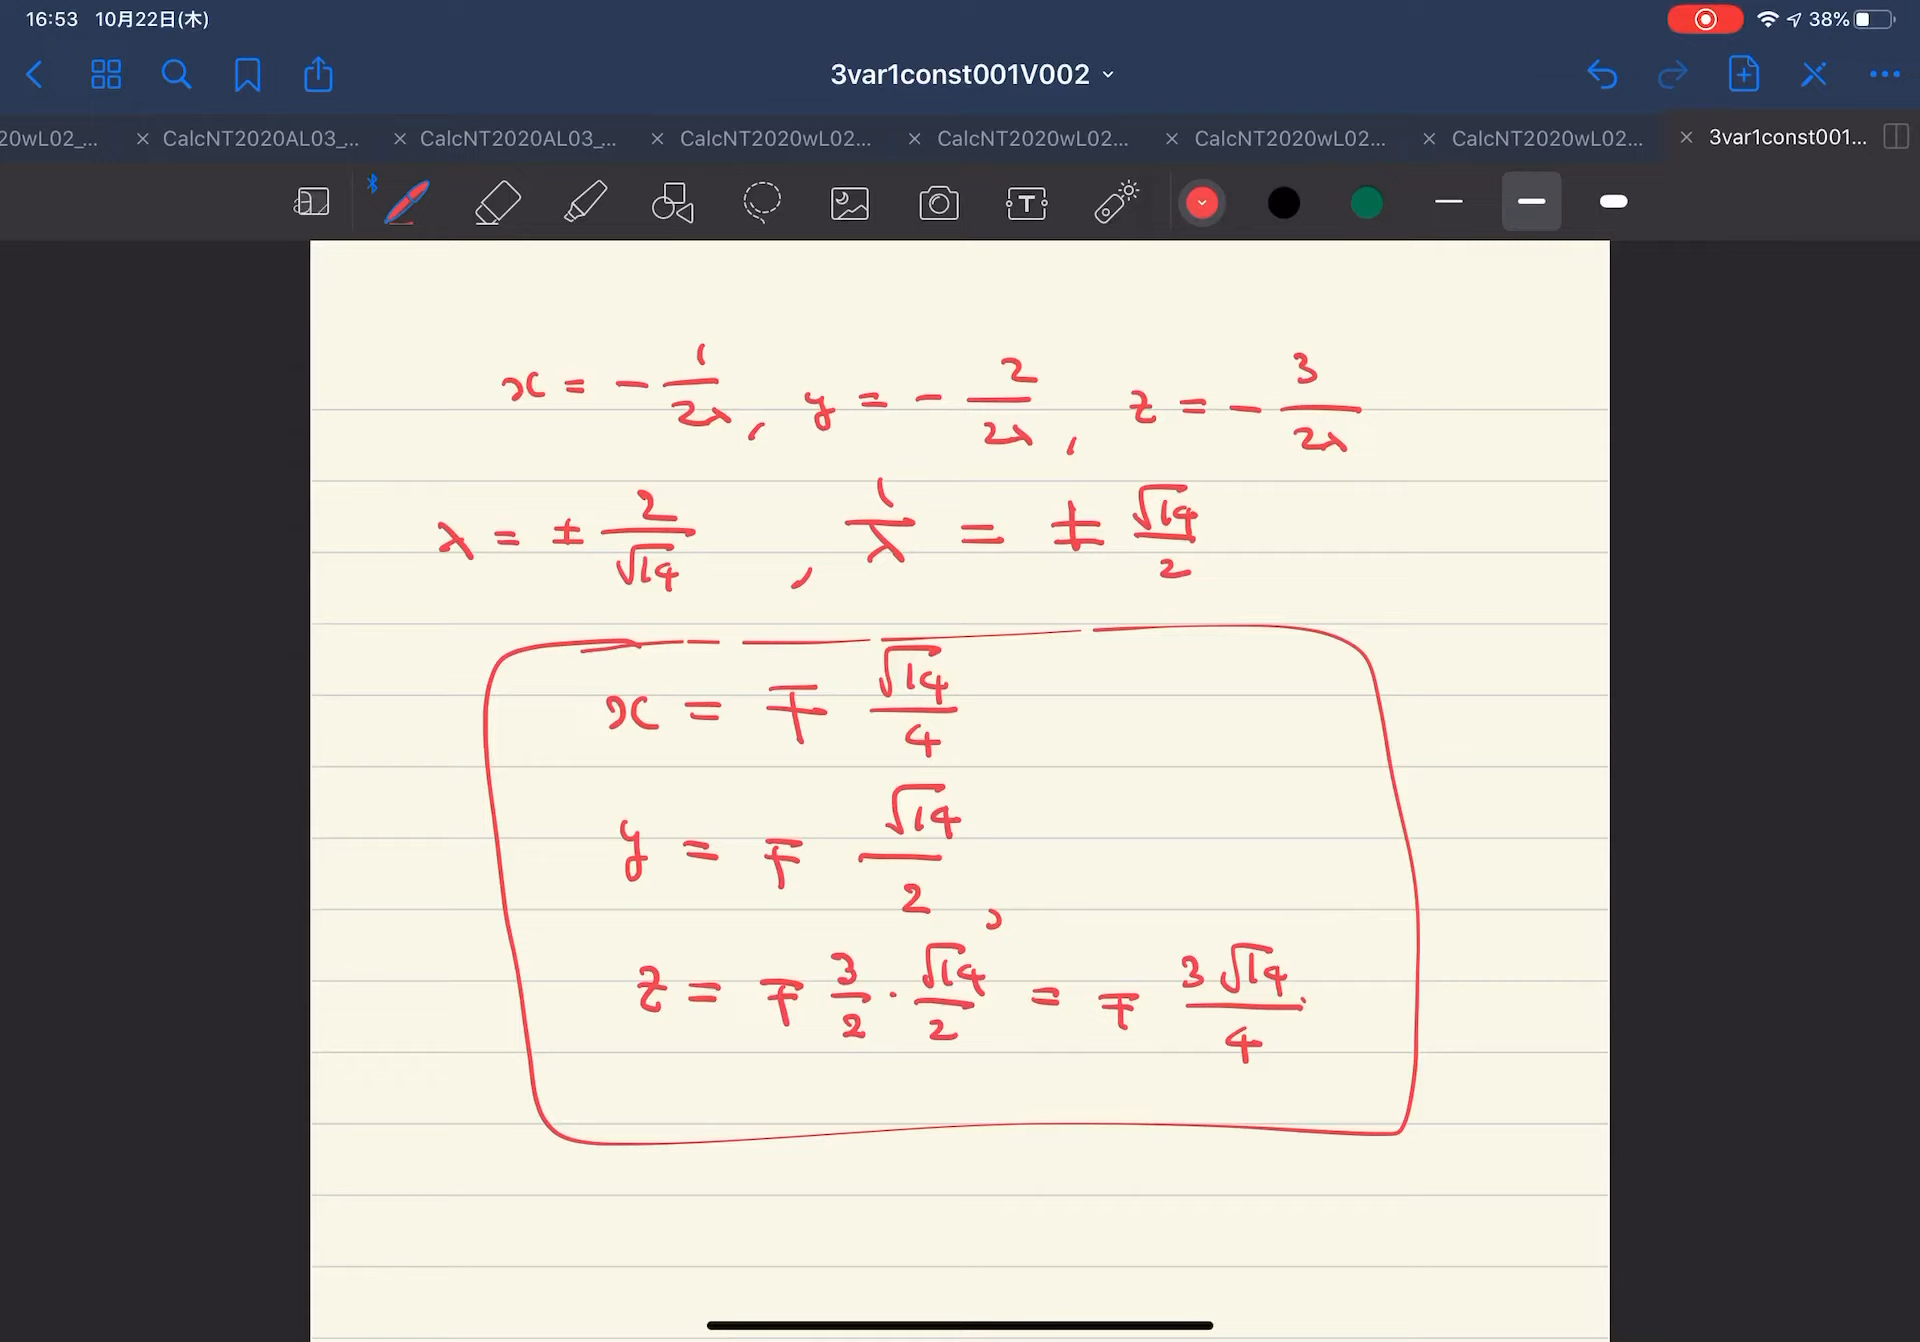 16:53 10月22日(木) 38%
3var1const001V002
20wL02_... × CalcNT2020AL03_... × CalcNT2020AL03_... × CalcNT2020wL02... × CalcNT2020wL02... × CalcNT2020wL02... × CalcNT2020wL02... × 3var1const001...
T
x = - 1/2λ, y = - 2/2λ, z = - 3/2λ
λ = ± 2/√14, 1/λ = ± √14/2
x = ∓ √14/4
y = ∓ √14/2,
z = ∓ 3/2 · √14/2 = ∓ 3√14/4